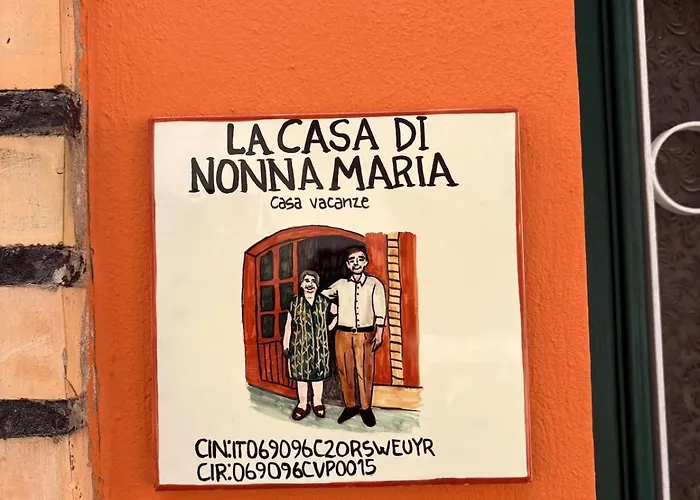 LA CASA DI
NONNA MARIA
Casa vacanze
CIN:IT069096C2ORSWEUYR
CIR:069096CVP0015